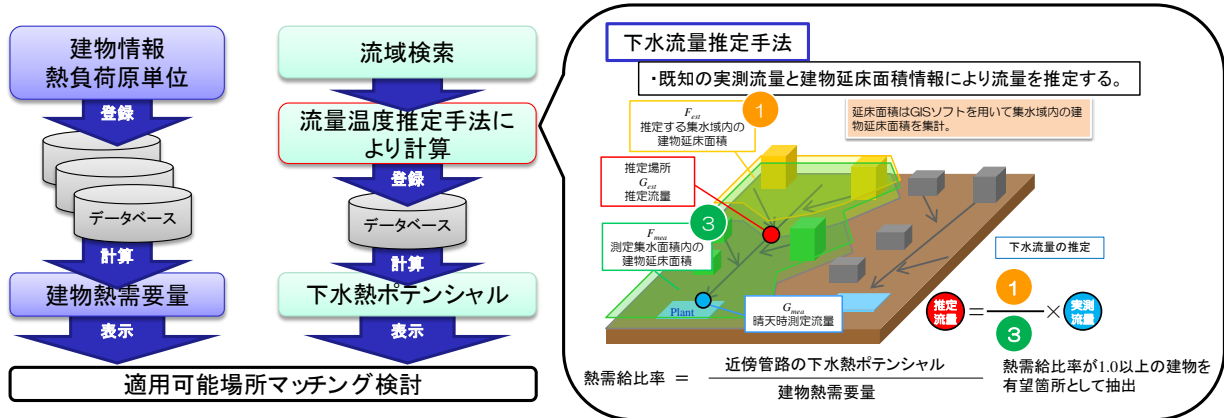 建物情報
熱負荷原単位
登録
データベース
計算
建物熱需要量
表示
流域検索
流量温度推定手法に
より計算
登録
データベース
計算
下水熱ポテンシャル
表示
適用可能場所マッチング検討
下水流量推定手法
・既知の実測流量と建物延床面積情報により流量を推定する。
延床面積はGISソフトを用いて集水域内の建
物延床面積を集計。
1
Fest
推定する集水域内の
建物延床面積
推定場所
Gest
推定流量
3
Fmea
測定集水面積内の
建物延床面積
Plant
Gmea
晴天時測定流量
下水流量の推定
推定
流量
=
1
3
×
実測
流量
熱需給比率 =
近傍管路の下水熱ポテンシャル
建物熱需要量
熱需給比率が1.0以上の建物を
有望箇所として抽出